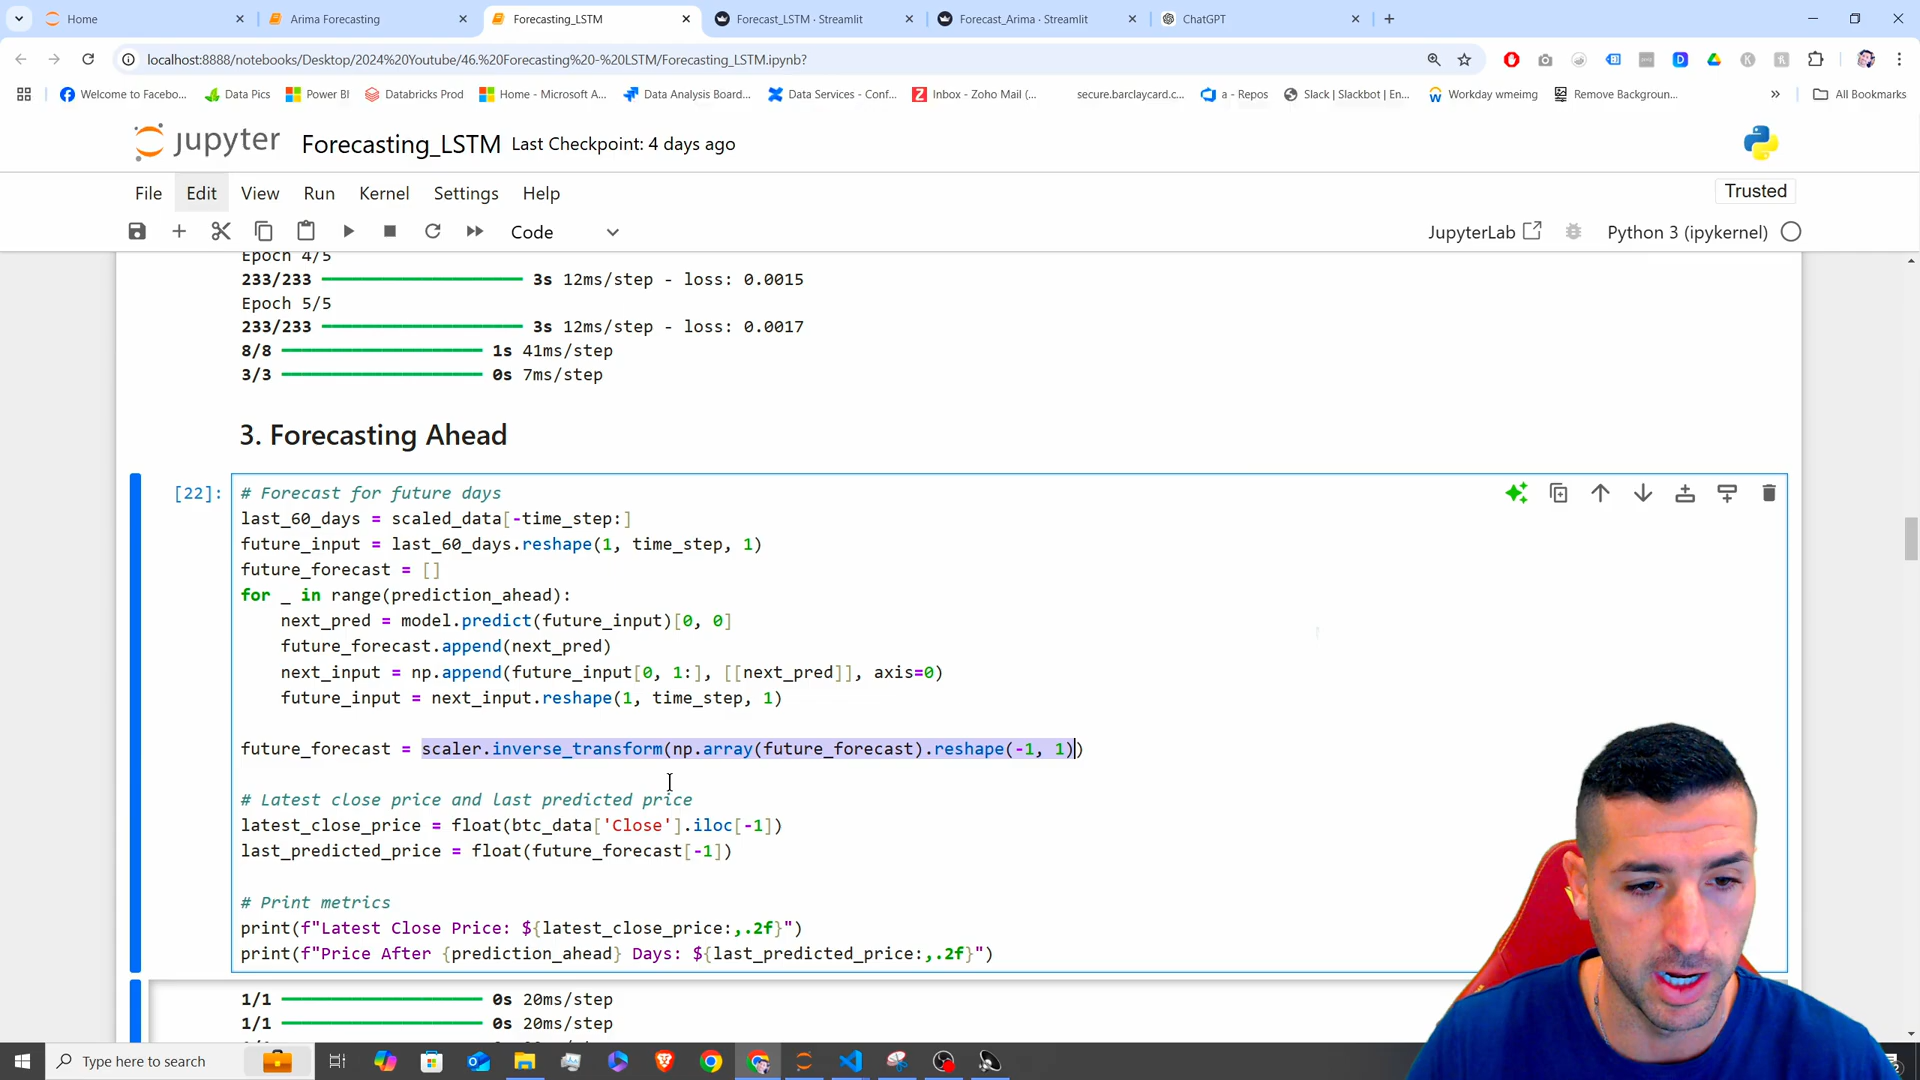 Home
Arima Forecasting
Forecasting_LSTM
Forecast_LSTM · Streamlit
Forecast_Arima · Streamlit
ChatGPT
localhost:8888/notebooks/Desktop/2024%20Youtube/46.%20Forecasting%20-%20LSTM/Forecasting_LSTM.ipynb?
Welcome to Facebo...
Data Pics
Power BI
Databricks Prod
Home - Microsoft A...
Data Analysis Board...
Data Services - Conf...
Inbox - Zoho Mail (...
secure.barclaycard.c...
a - Repos
Slack | Slackbot | En...
Workday wmeimg
Remove Backgroun...
All Bookmarks
jupyter Forecasting_LSTM Last Checkpoint: 4 days ago
File Edit View Run Kernel Settings Help
Trusted
Code
JupyterLab
Python 3 (ipykernel)
Epoch 4/5
233/233 3s 12ms/step - loss: 0.0015
Epoch 5/5
233/233 3s 12ms/step - loss: 0.0017
8/8 1s 41ms/step
3/3 0s 7ms/step
3. Forecasting Ahead
[22]:
# Forecast for future days
last_60_days = scaled_data[-time_step:]
future_input = last_60_days.reshape(1, time_step, 1)
future_forecast = []
for _ in range(prediction_ahead):
    next_pred = model.predict(future_input)[0, 0]
    future_forecast.append(next_pred)
    next_input = np.append(future_input[0, 1:], [[next_pred]], axis=0)
    future_input = next_input.reshape(1, time_step, 1)
future_forecast = scaler.inverse_transform(np.array(future_forecast).reshape(-1, 1))
# Latest close price and last predicted price
latest_close_price = float(btc_data['Close'].iloc[-1])
last_predicted_price = float(future_forecast[-1])
# Print metrics
print(f"Latest Close Price: ${latest_close_price:,.2f}")
print(f"Price After {prediction_ahead} Days: ${last_predicted_price:,.2f}")
1/1 0s 20ms/step
1/1 0s 20ms/step
Type here to search